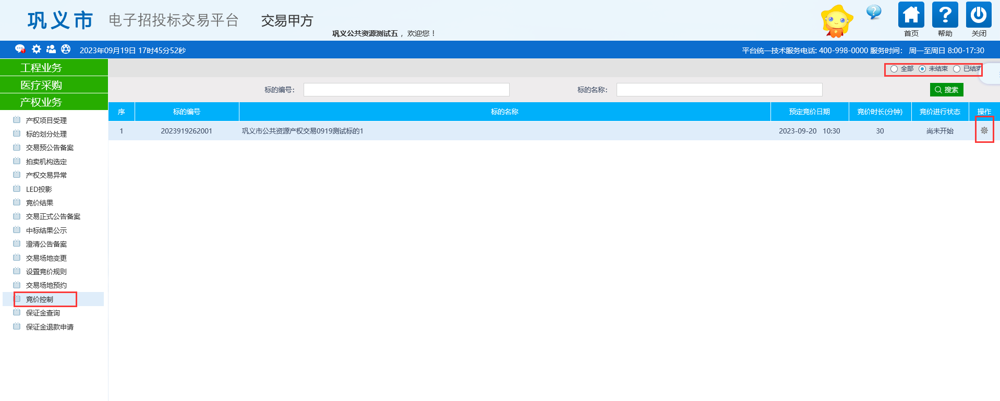 巩义市 电子招投标交易平台 交易甲方
巩义公共资源测试五，欢迎您！
首页 帮助 关闭
2023年09月19日 17时45分52秒
平台统一技术服务电话: 400-998-0000 服务时间： 周一至周日 8:00-17:30
工程业务
医疗采购
产权业务
产权项目受理
标的划分处理
交易预公告备案
拍卖机构选定
产权交易异常
LED投影
竞价结果
交易正式公告备案
中标结果公示
澄清公告备案
交易场地变更
设置竞价规则
交易场地预约
竞价控制
保证金查询
保证金退款申请
全部 未结束 已结束
标的编号： 标的名称： 搜索
序 标的编号 标的名称 预定竞价日期 竞价时长(分钟) 竞价进行状态 操作
1 2023919262001 巩义市公共资源产权交易0919测试标的1 2023-09-20 10:30 30 尚未开始